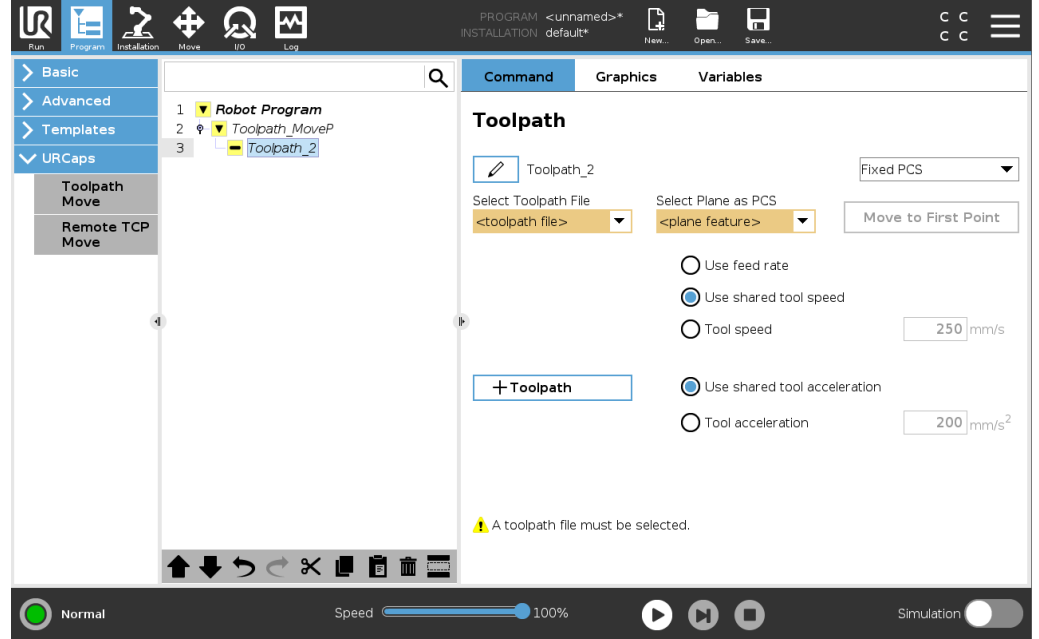 UR
PROGRAM <unnamed>*
INSTALLATION default*
C C
C C
Run
Program
Installation
Move
I/O
Log
New...
Open...
Save...
Basic
Advanced
Templates
URCaps
Toolpath
Move
Remote TCP
Move
1 Robot Program
2 Toolpath_MoveP
3 Toolpath_2
Command
Graphics
Variables
Toolpath
Toolpath_2
Fixed PCS
Select Toolpath File
<toolpath file>
Select Plane as PCS
<plane feature>
Move to First Point
Use feed rate
Use shared tool speed
Tool speed
250 mm/s
+Toolpath
Use shared tool acceleration
Tool acceleration
200 mm/s²
A toolpath file must be selected.
Normal
Speed
100%
Simulation